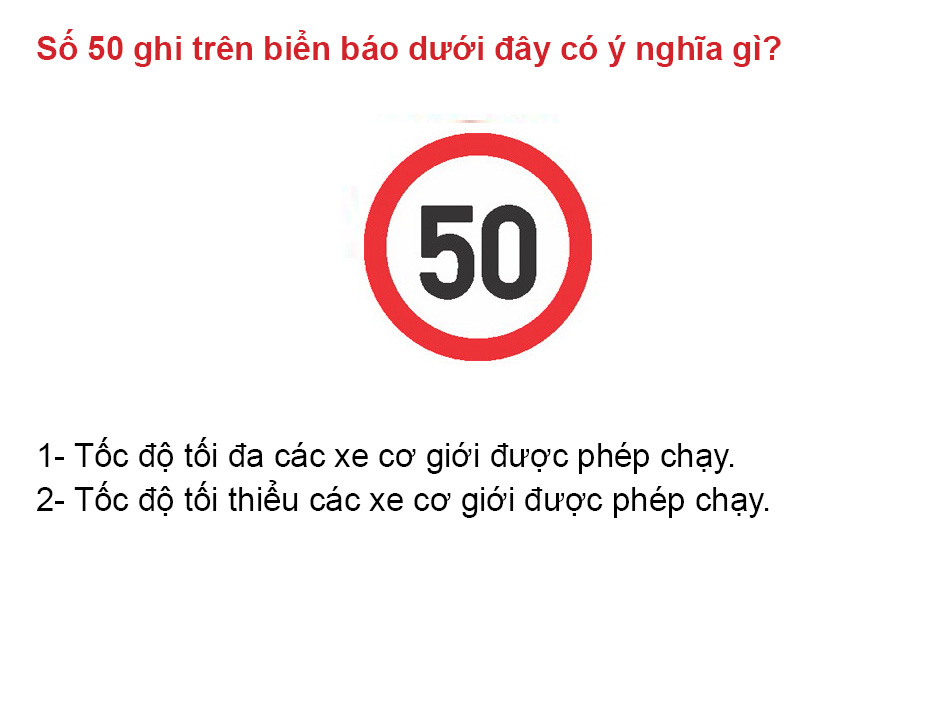 Số 50 ghi trên biển báo dưới đây có ý nghĩa gì?
50
1- Tốc độ tối đa các xe cơ giới được phép chạy.
2- Tốc độ tối thiểu các xe cơ giới được phép chạy.